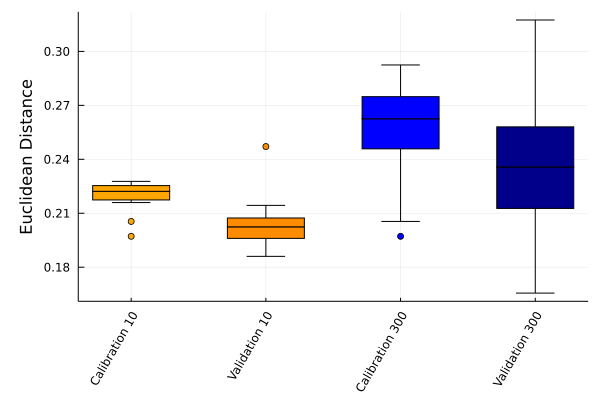 Euclidean Distance
0.30
0.27
0.24
0.21
0.18
Calibration 10
Validation 10
Calibration 300
Validation 300